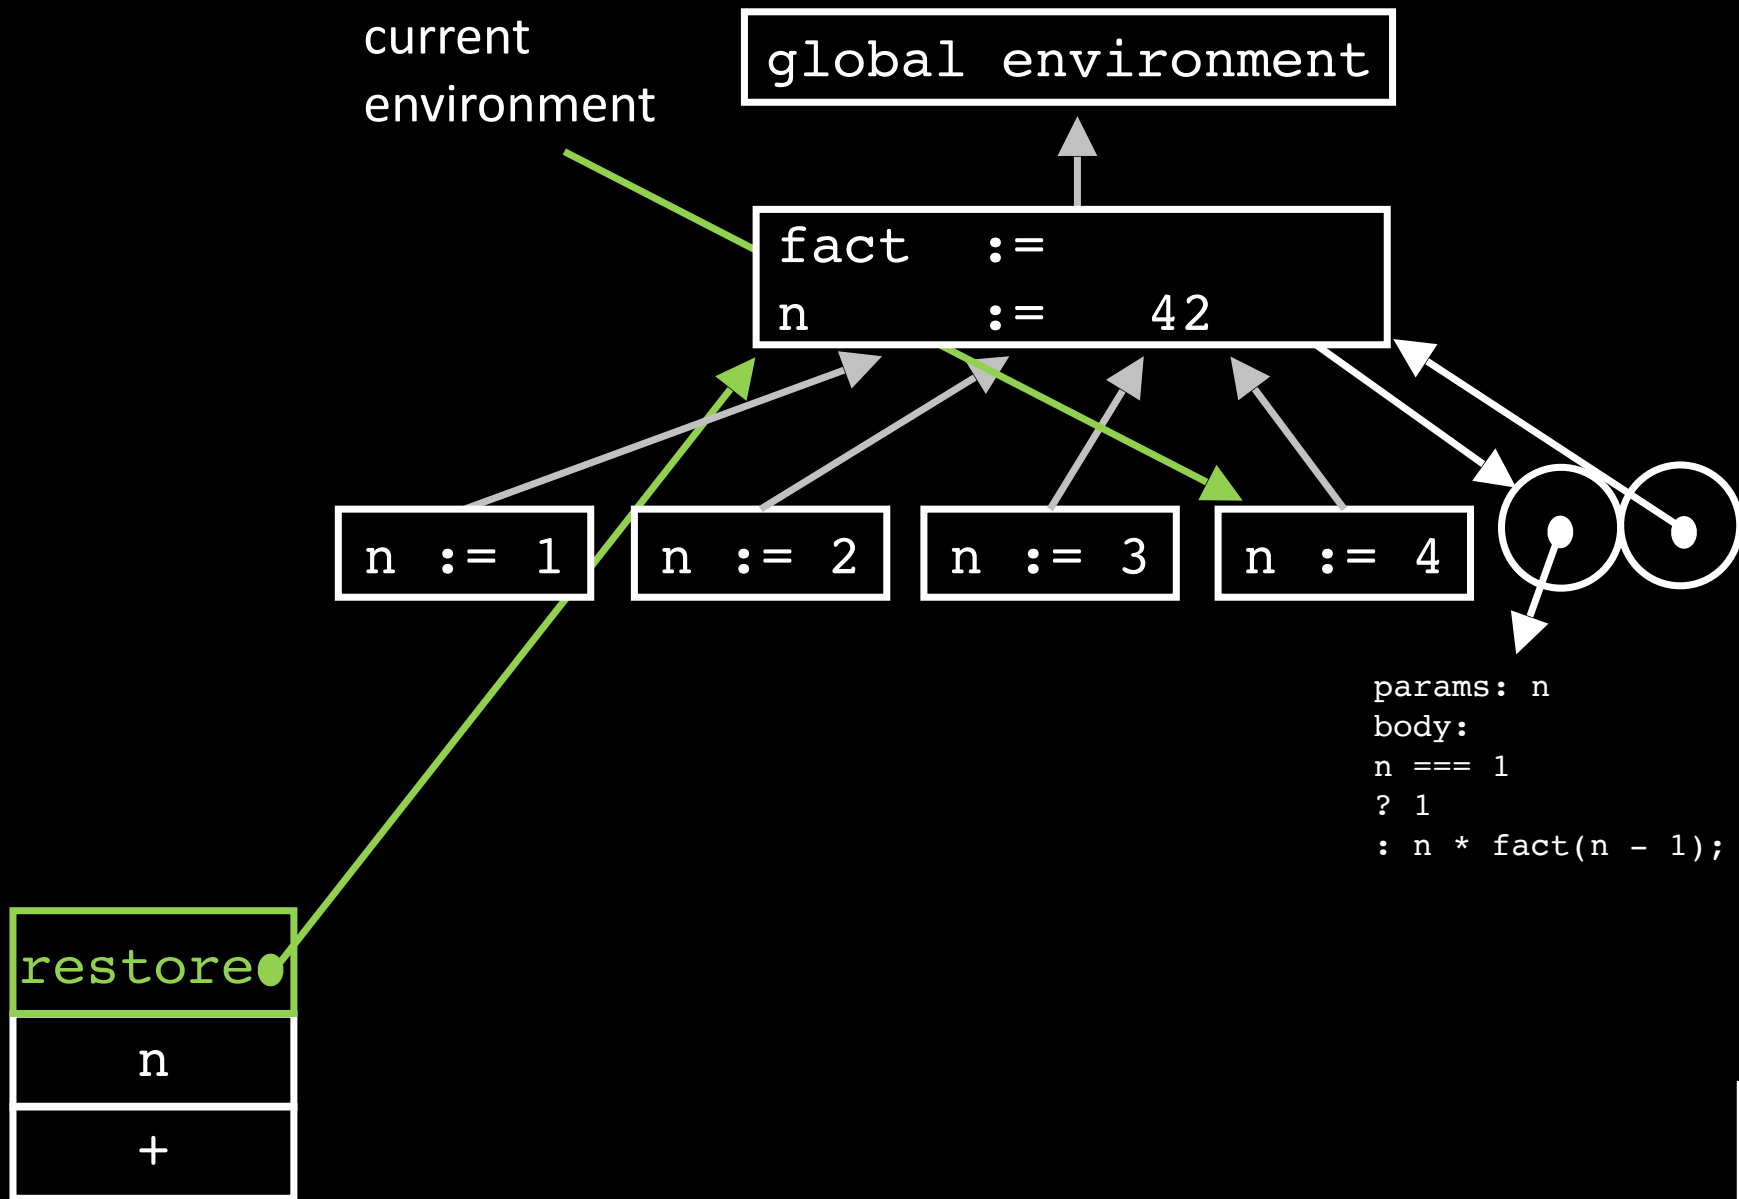 current
environment
global environment
fact :=
n := 42
n := 1
n := 2
n := 3
n := 4
params: n
body:
n === 1
? 1
: n * fact(n - 1);
restore
n
+